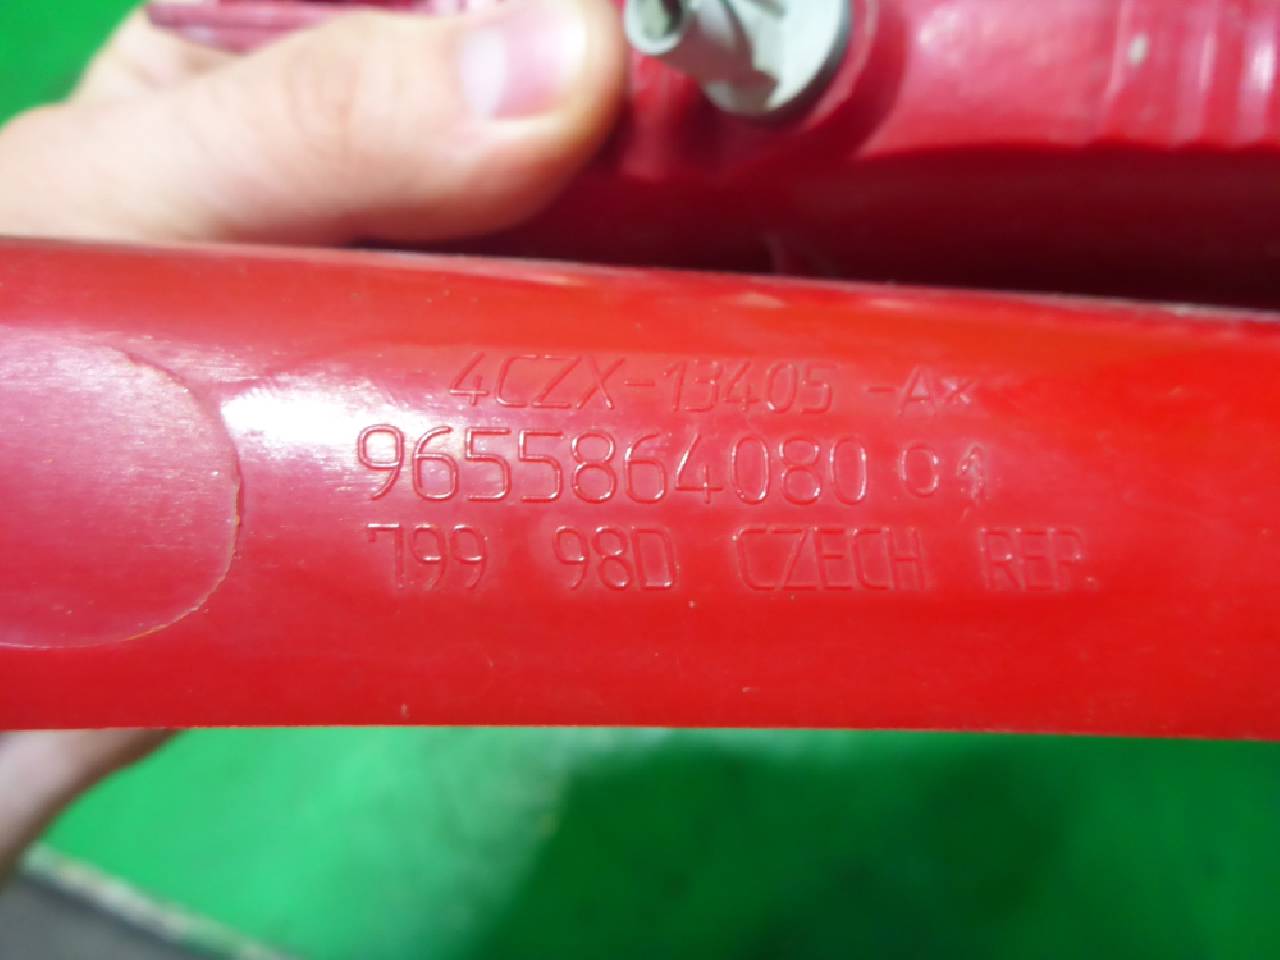 4CZX-13405 -Ax
9655864080 01
799 98D CZECH REP.